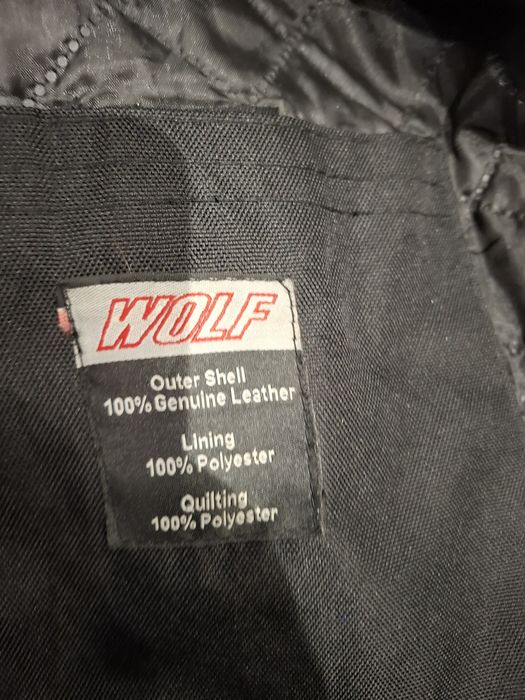 WOLF
Outer Shell
100% Genuine Leather
Lining
100% Polyester
Quilting
100% Polyester